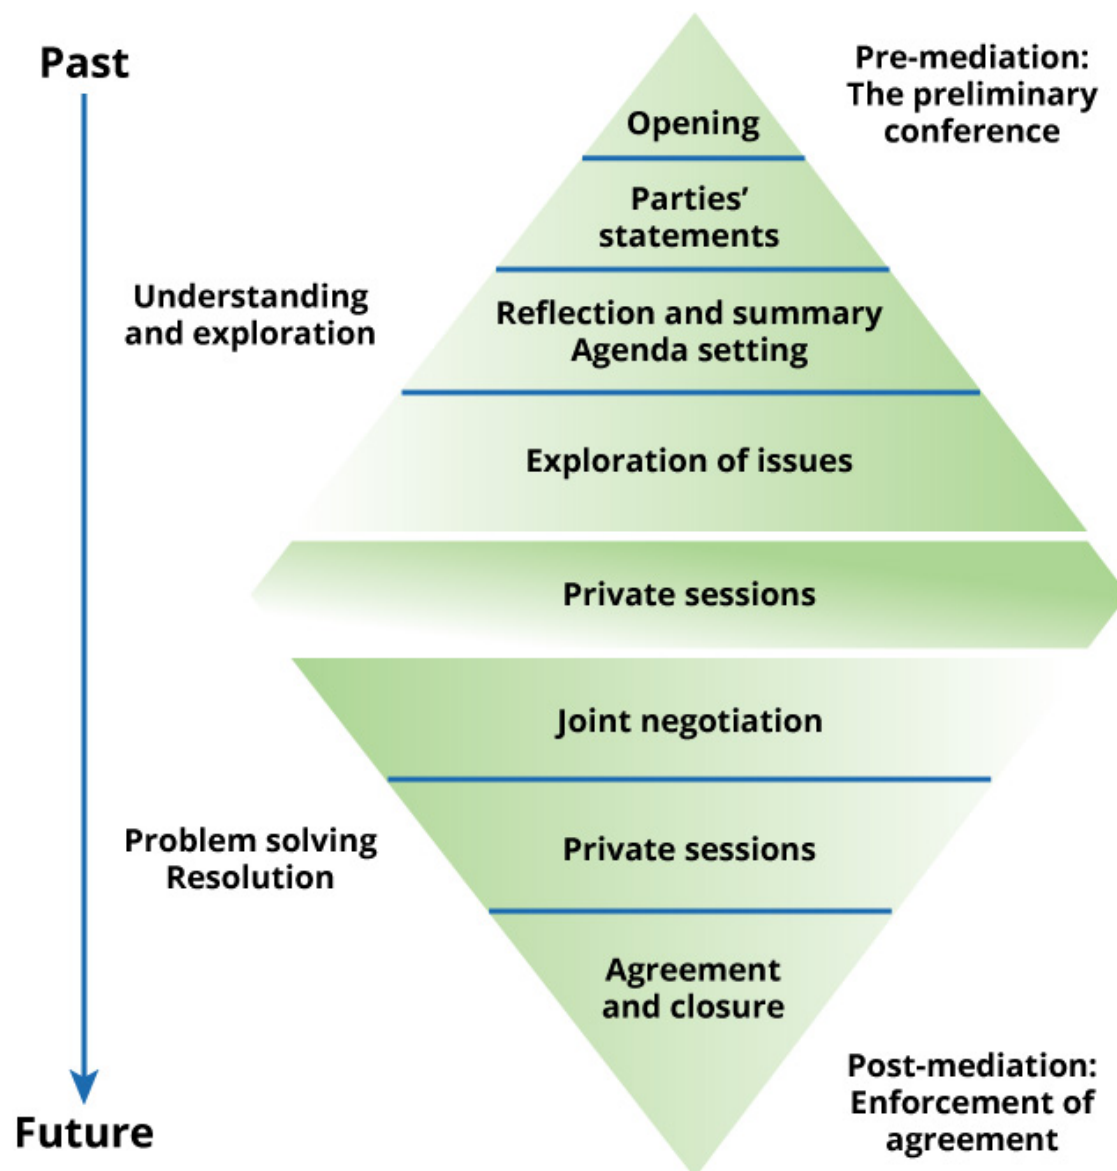 Past
Pre-mediation:
The preliminary
conference
Opening
Parties’
statements
Understanding
and exploration
Reflection and summary
Agenda setting
Exploration of issues
Private sessions
Joint negotiation
Problem solving
Resolution
Private sessions
Agreement
and closure
Post-mediation:
Enforcement of
agreement
Future